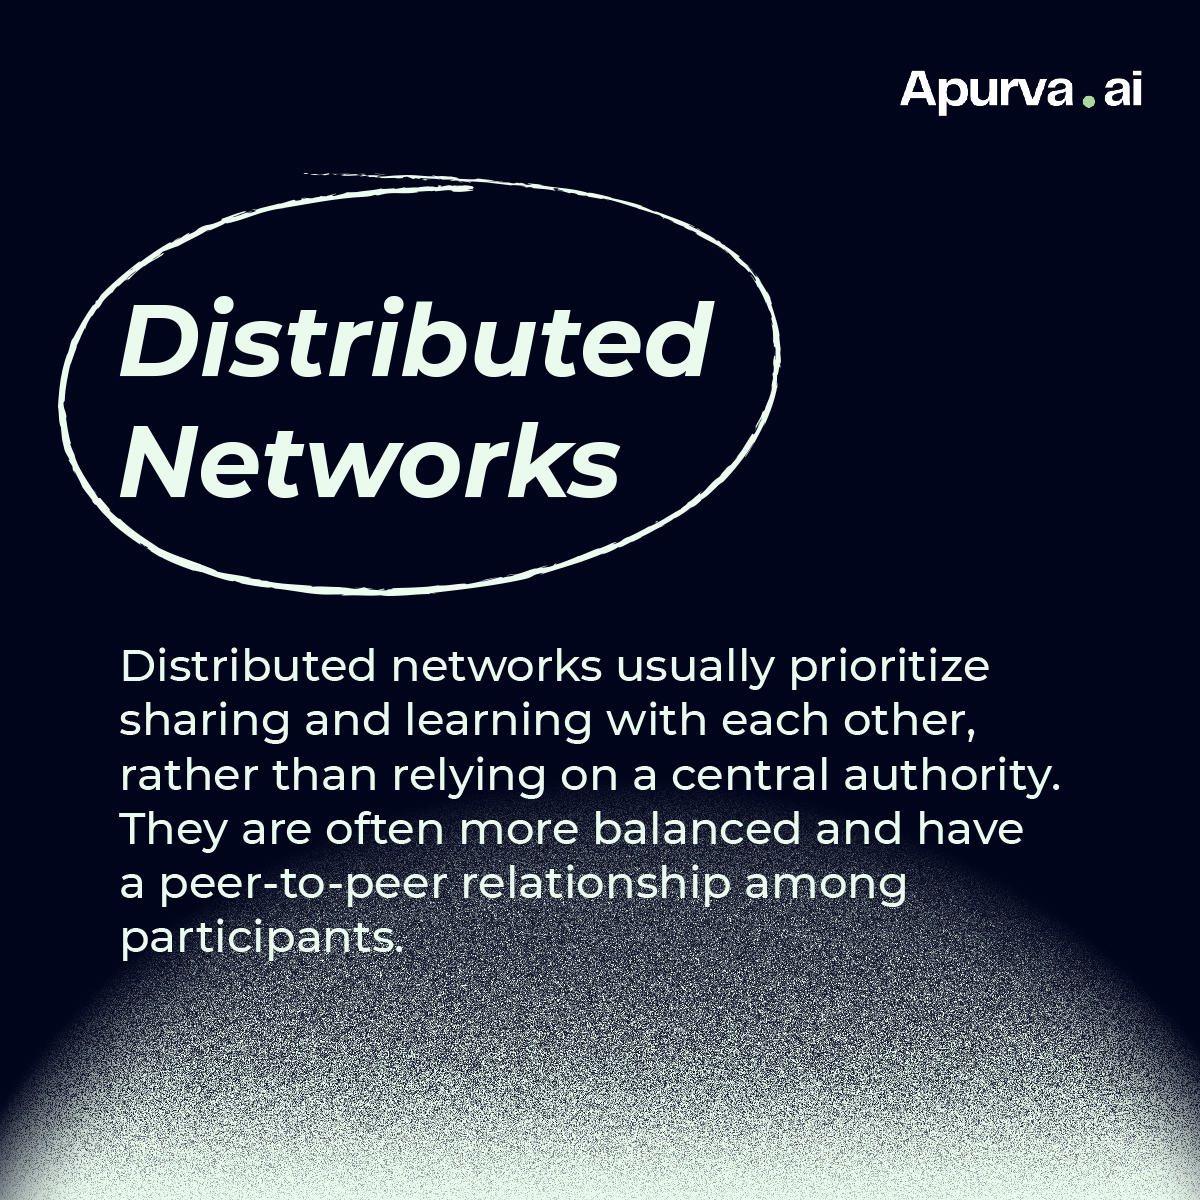 Apurva.ai
Distributed
Networks
Distributed networks usually prioritize
sharing and learning with each other,
rather than relying on a central authority.
They are often more balanced and have
a peer-to-peer relationship among
participants.